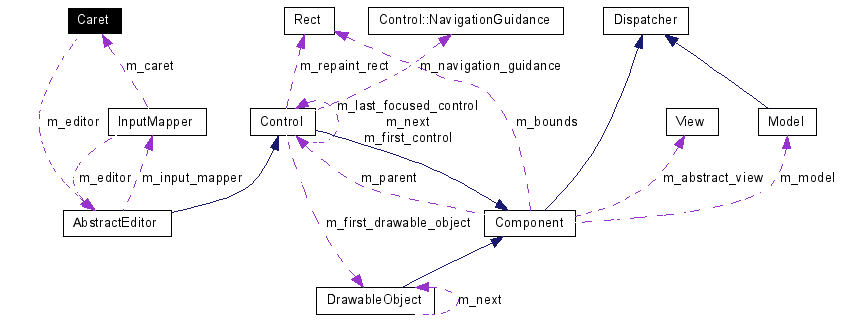 Caret
Rect
Control::NavigationGuidance
Dispatcher
m_caret
m_repaint_rect
m_navigation_guidance
m_last_focused_control
m_editor
InputMapper
Control
m_next
m_first_control
m_bounds
View
Model
m_editor
m_input_mapper
m_parent
m_abstract_view
m_model
AbstractEditor
m_first_drawable_object
Component
DrawableObject
m_next